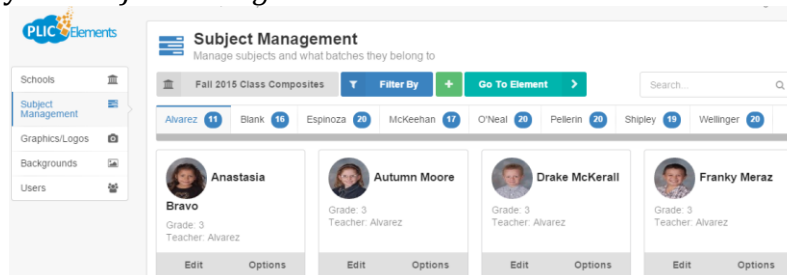 PLIC Elements
Subject Management
Manage subjects and what batches they belong to
Schools
Subject
Management
Graphics/Logos
Backgrounds
Users
Fall 2015 Class Composites Filter By + Go To Element Search...
Alvarez 11 Blank 16 Espinoza 20 McKeehan 17 O'Neal 20 Pellerin 20 Shipley 19 Wellinger 20
Anastasia
Bravo
Grade: 3
Teacher: Alvarez
Edit Options
Autumn Moore
Grade: 3
Teacher: Alvarez
Edit Options
Drake McKerall
Grade: 3
Teacher: Alvarez
Edit Options
Franky Meraz
Grade: 3
Teacher: Alvarez
Edit Options